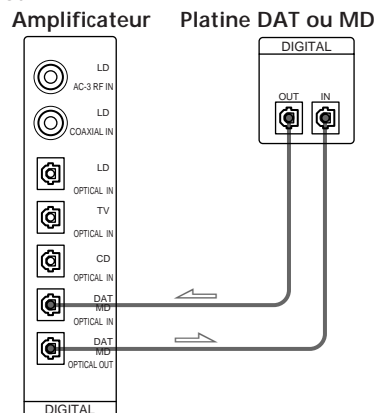 Amplificateur
Platine DAT ou MD
DIGITAL
OUT IN
LD
AC-3 RF IN
LD
COAXIAL IN
LD
OPTICAL IN
TV
OPTICAL IN
CD
OPTICAL IN
DAT
MD
OPTICAL IN
DAT
MD
OPTICAL OUT
DIGITAL